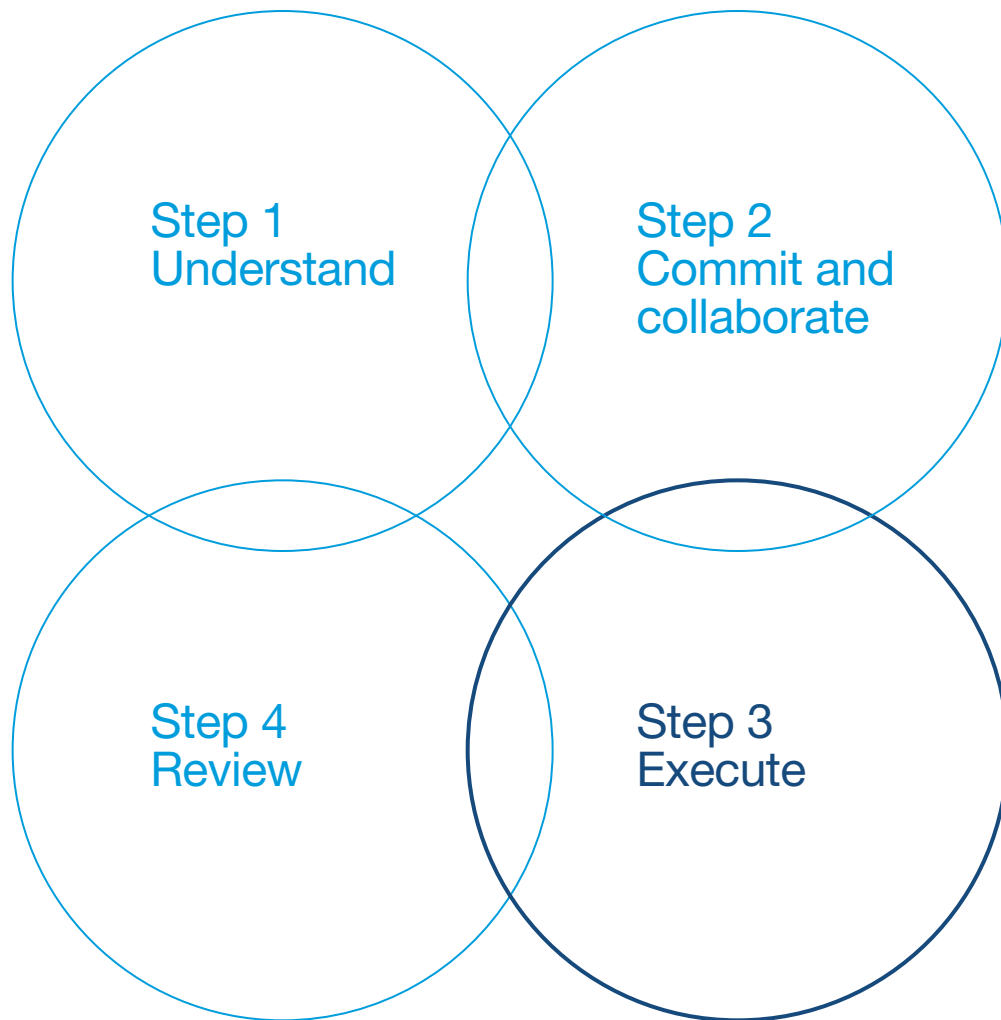 Step 1
Understand
Step 2
Commit and
collaborate
Step 3
Execute
Step 4
Review